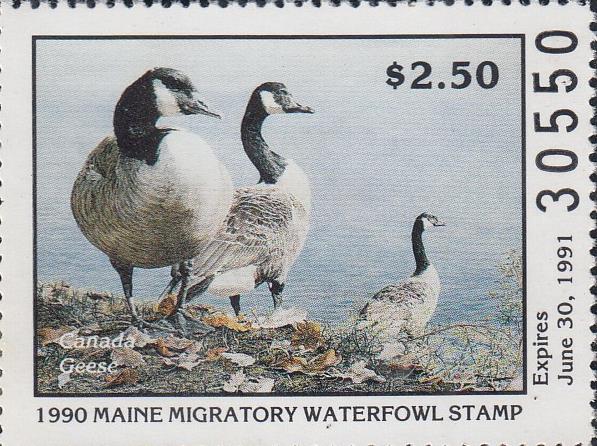 $2.50
30550
Expires
June 30, 1991
Canada
Geese
1990 MAINE MIGRATORY WATERFOWL STAMP